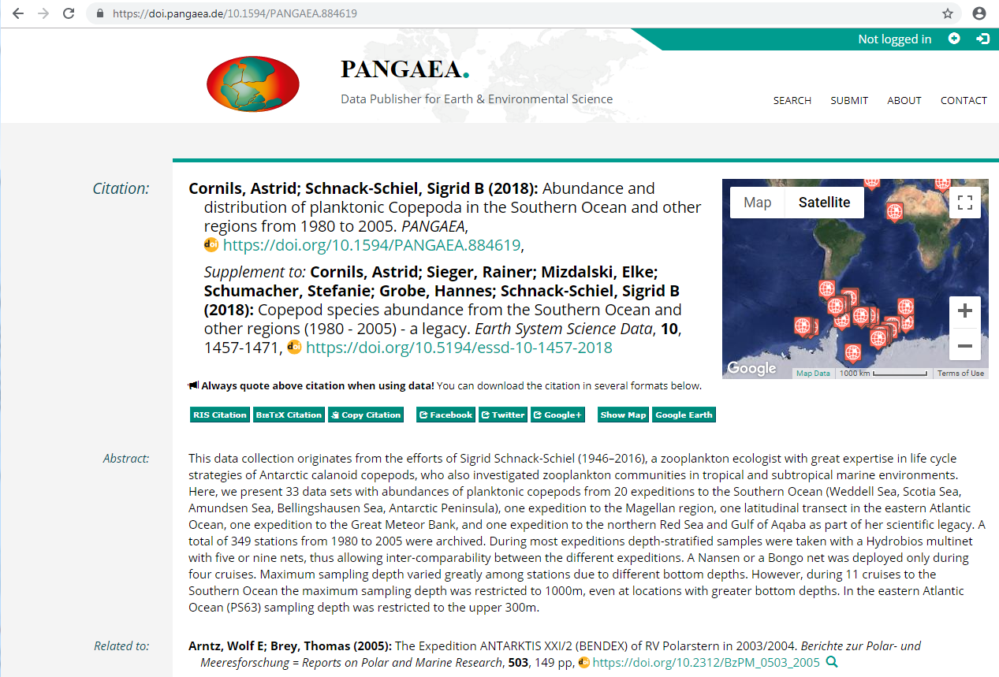 https://doi.pangaea.de/10.1594/PANGAEA.884619
Not logged in
PANGAEA.
Data Publisher for Earth & Environmental Science
SEARCH SUBMIT ABOUT CONTACT
Citation:
Cornils, Astrid; Schnack-Schiel, Sigrid B (2018): Abundance and
distribution of planktonic Copepoda in the Southern Ocean and other
regions from 1980 to 2005. PANGAEA,
doi https://doi.org/10.1594/PANGAEA.884619,
Supplement to: Cornils, Astrid; Sieger, Rainer; Mizdalski, Elke;
Schumacher, Stefanie; Grobe, Hannes; Schnack-Schiel, Sigrid B
(2018): Copepod species abundance from the Southern Ocean and
other regions (1980 - 2005) - a legacy. Earth System Science Data, 10,
1457-1471, doi https://doi.org/10.5194/essd-10-1457-2018
Map Satellite
Google
Map Data 1000 km Terms of Use
Always quote above citation when using data! You can download the citation in several formats below.
RIS Citation BibTeX Citation Copy Citation Facebook Twitter Google+ Show Map Google Earth
Abstract:
This data collection originates from the efforts of Sigrid Schnack-Schiel (1946–2016), a zooplankton ecologist with great expertise in life cycle
strategies of Antarctic calanoid copepods, who also investigated zooplankton communities in tropical and subtropical marine environments.
Here, we present 33 data sets with abundances of planktonic copepods from 20 expeditions to the Southern Ocean (Weddell Sea, Scotia Sea,
Amundsen Sea, Bellingshausen Sea, Antarctic Peninsula), one expedition to the Magellan region, one latitudinal transect in the eastern Atlantic
Ocean, one expedition to the Great Meteor Bank, and one expedition to the northern Red Sea and Gulf of Aqaba as part of her scientific legacy. A
total of 349 stations from 1980 to 2005 were archived. During most expeditions depth-stratified samples were taken with a Hydrobios multinet
with five or nine nets, thus allowing inter-comparability between the different expeditions. A Nansen or a Bongo net was deployed only during
four cruises. Maximum sampling depth varied greatly among stations due to different bottom depths. However, during 11 cruises to the
Southern Ocean the maximum sampling depth was restricted to 1000m, even at locations with greater bottom depths. In the eastern Atlantic
Ocean (PS63) sampling depth was restricted to the upper 300m.
Related to:
Arntz, Wolf E; Brey, Thomas (2005): The Expedition ANTARKTIS XXI/2 (BENDEX) of RV Polarstern in 2003/2004. Berichte zur Polar- und
Meeresforschung = Reports on Polar and Marine Research, 503, 149 pp, doi https://doi.org/10.2312/BzPM_0503_2005